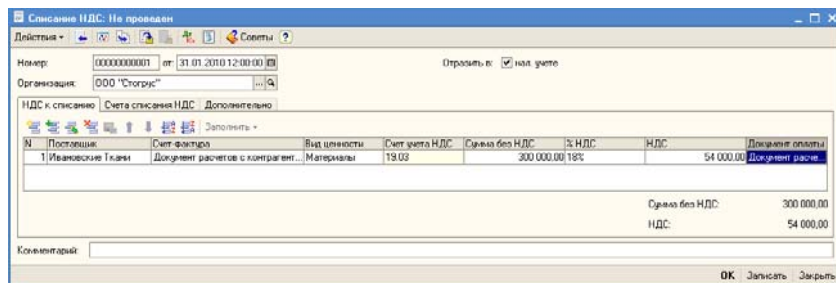 Списание НДС: Не проведен
Действия Советы ?
Номер: 00000000001 от: 31.01.2010 12:00:00 Отразить в: нал. учете
Организация: ООО "Сторус" ...
НДС к списанию Счета списания НДС Дополнительно
Заполнить
N Поставщик Счет-фактура Вид ценности Счет учета НДС Сумма без НДС % НДС НДС Документ оплаты
1 Ивановские Ткани Документ расчетов с контрагент... Материалы 19.03 300 000,00 18% 54 000,00 Документ расче...
Сумма без НДС: 300 000,00
НДС: 54 000,00
Комментарий:
OK Записать Закрыть